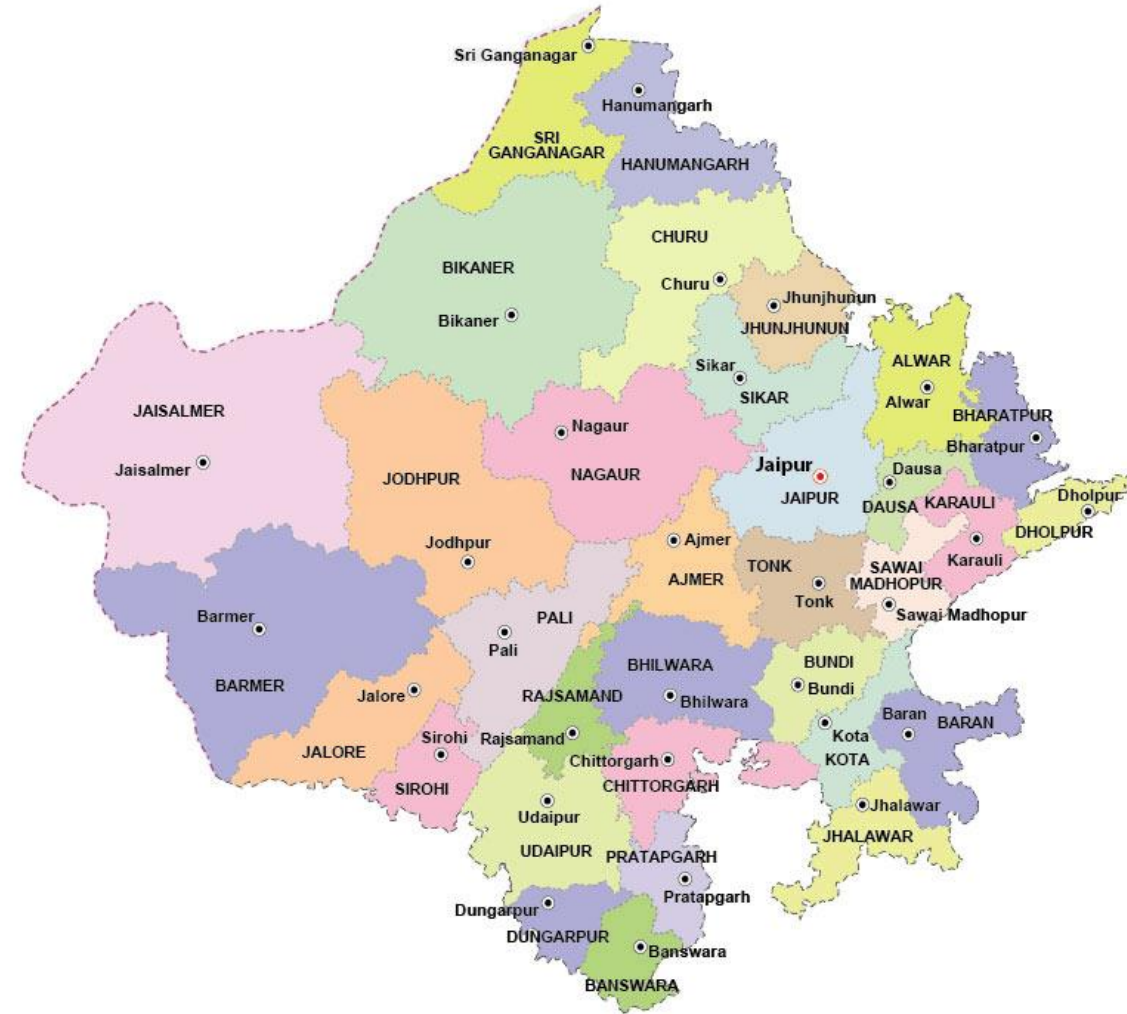 Sri Ganganagar
Hanumangarh
SRI
GANGANAGAR
HANUMANGARH
CHURU
BIKANER
Churu
Jhunjhunun
Bikaner
JHUNJHUNUN
ALWAR
Sikar
Alwar
SIKAR
JAISALMER
BHARATPUR
Nagaur
Bharatpur
Jaisalmer
Jaipur
Dausa
JODHPUR
NAGAUR
JAIPUR
Dholpur
DAUSA
KARAULI
DHOLPUR
Jodhpur
Ajmer
Karauli
TONK
SAWAI
MADHOPUR
AJMER
Tonk
Barmer
Sawai Madhopur
PALI
Pali
BHILWARA
BUNDI
BARMER
Jalore
RAJSAMAND
Bhilwara
Bundi
Baran
BARAN
Sirohi
Rajsamand
Kota
JALORE
Chittorgarh
KOTA
SIROHI
CHITTORGARH
Udaipur
Jhalawar
JHALAWAR
UDAIPUR
PRATAPGARH
Pratapgarh
Dungarpur
DUNGARPUR
Banswara
BANSWARA